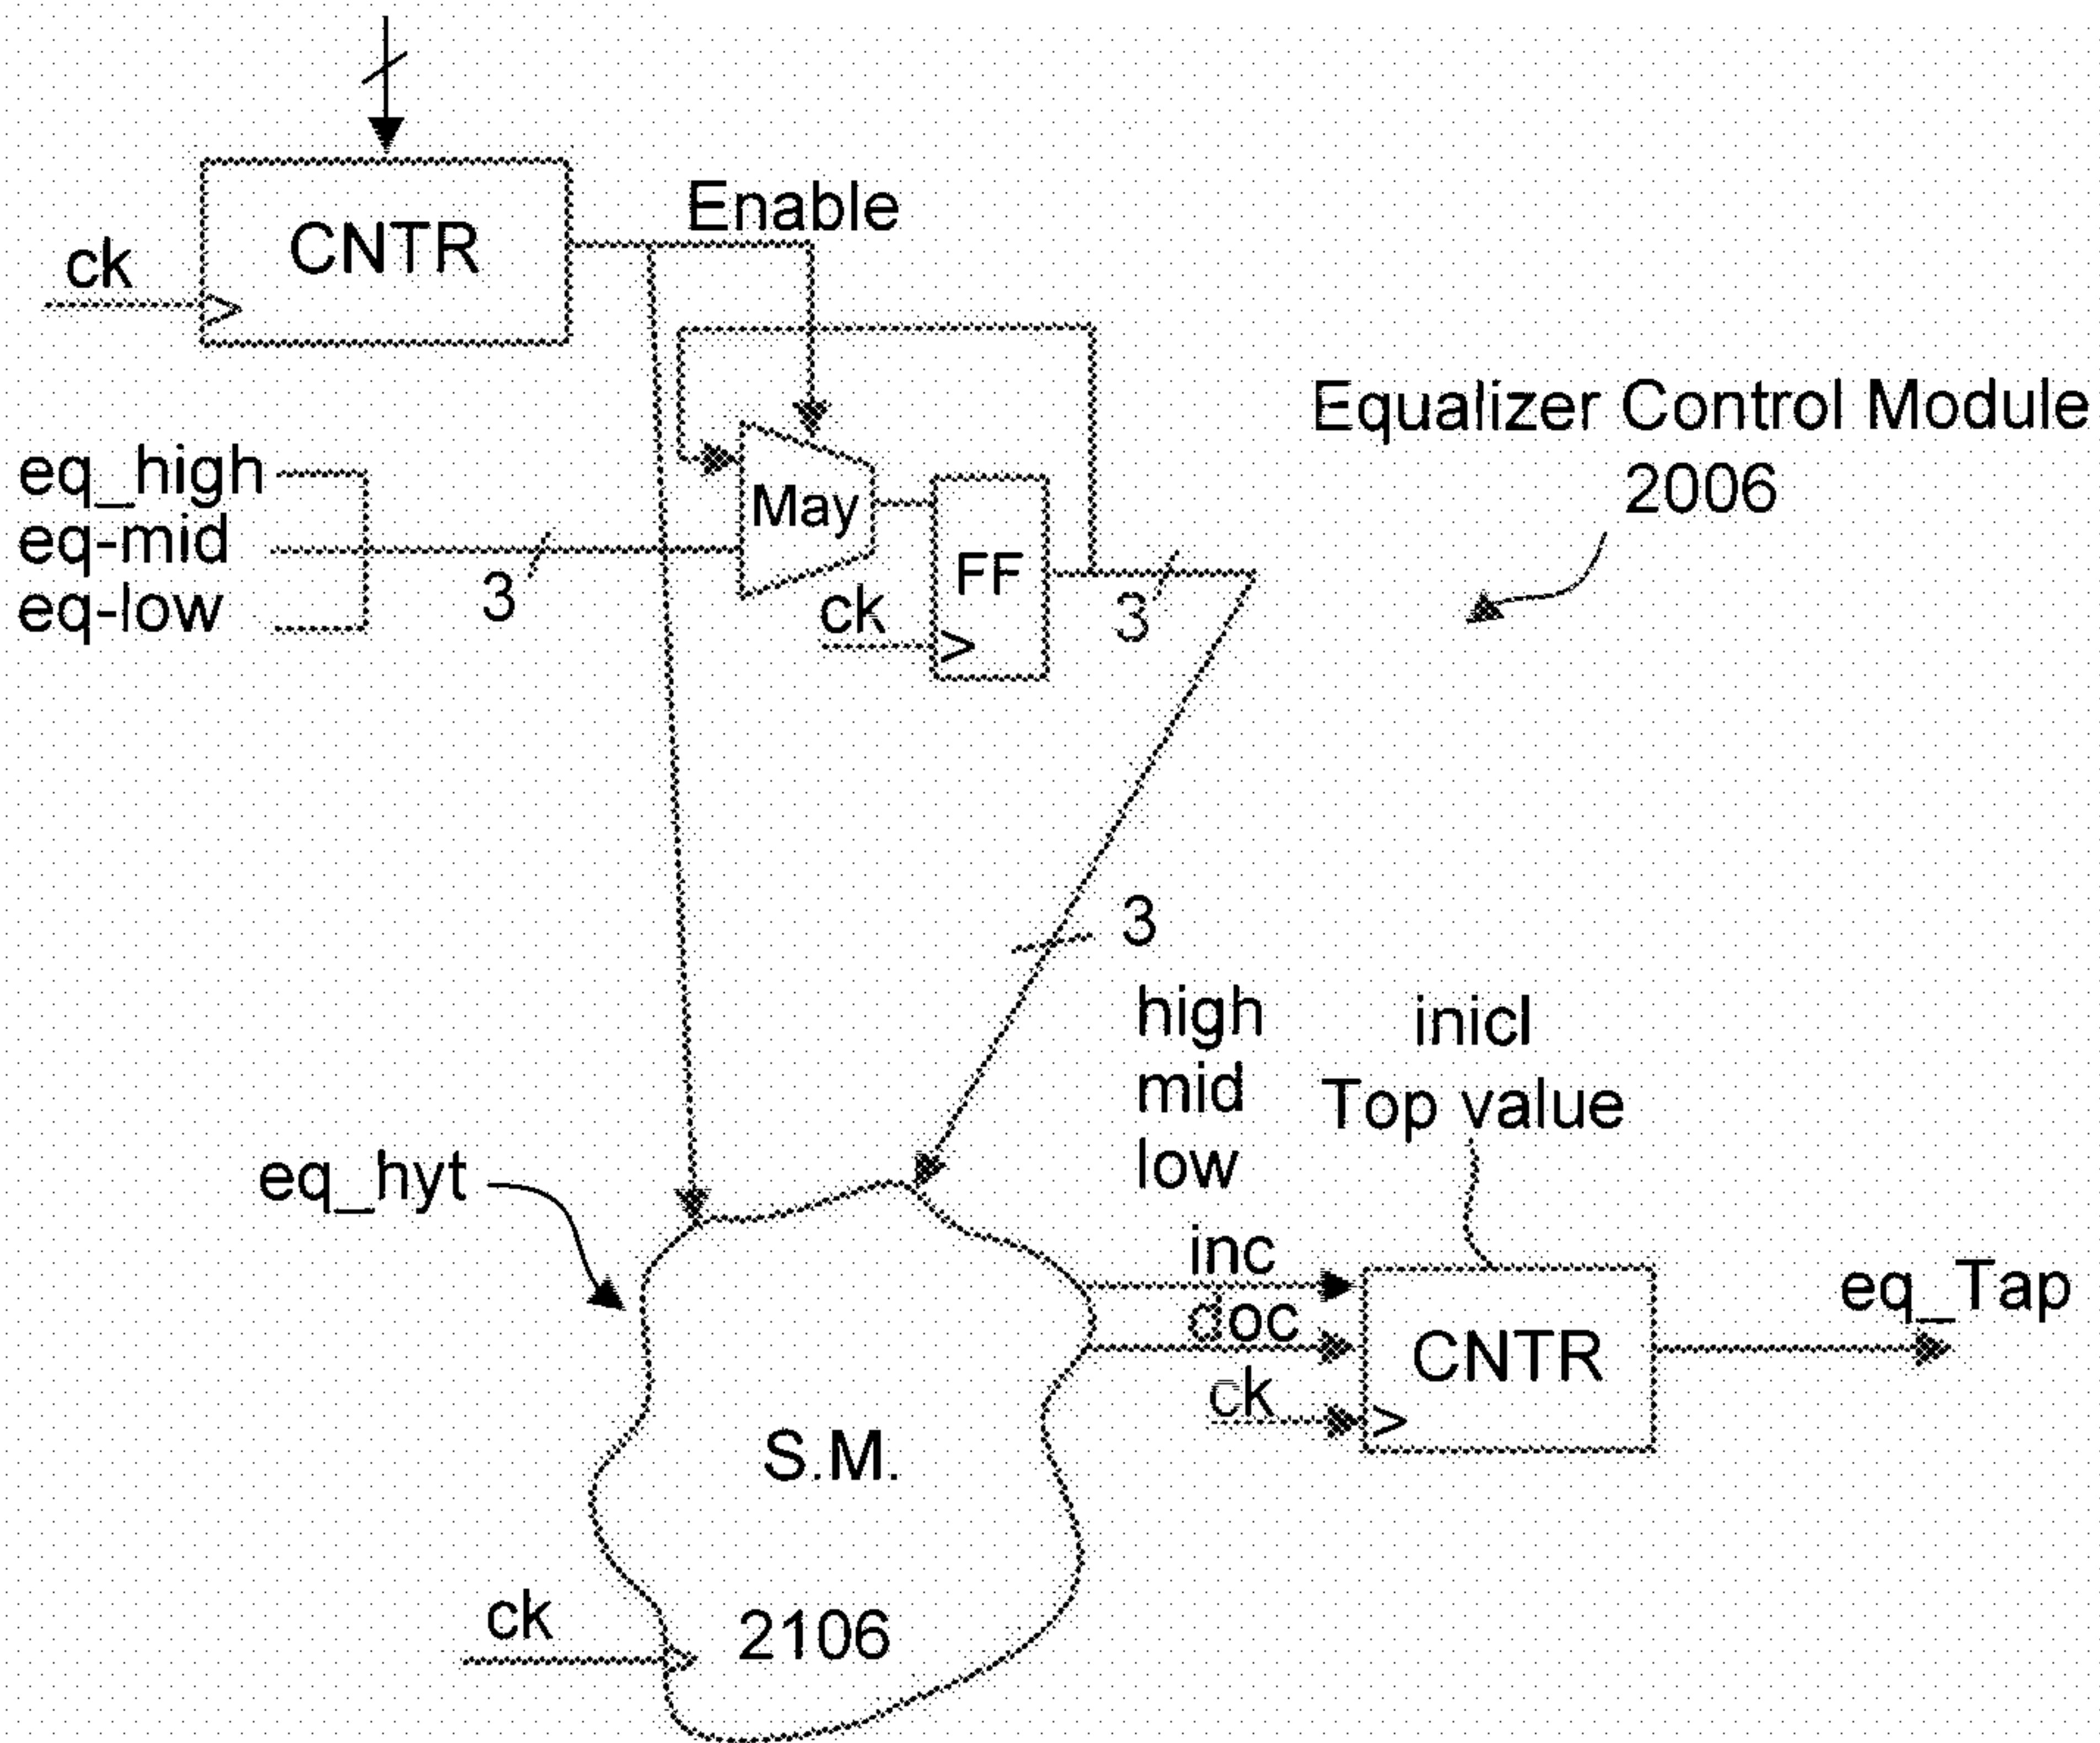 Enable
CNTR
ck
Equalizer Control Module
2006
eq_high
eq-mid
eq-low
3
May
FF
ck
3
3
high
mid
low
inicl
Top value
eq_hyt
inc
doc
ck
CNTR
eq_Tap
S.M.
ck
2106